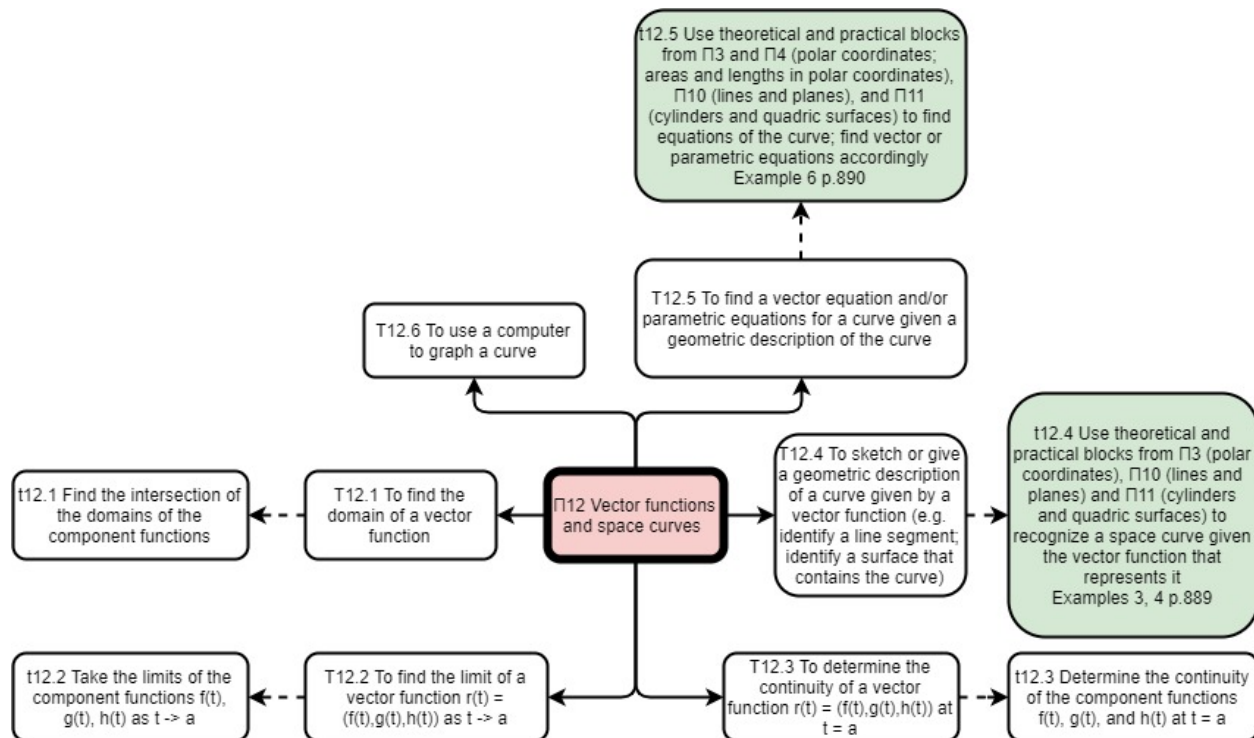 t12.5 Use theoretical and practical blocks
from П3 and П4 (polar coordinates;
areas and lengths in polar coordinates),
П10 (lines and planes), and П11
(cylinders and quadric surfaces) to find
equations of the curve; find vector or
parametric equations accordingly
Example 6 p.890
T12.6 To use a computer
to graph a curve
T12.5 To find a vector equation and/or
parametric equations for a curve given a
geometric description of the curve
t12.1 Find the intersection of
the domains of the
component functions
T12.1 To find the
domain of a vector
function
П12 Vector functions
and space curves
T12.4 To sketch or give
a geometric description
of a curve given by a
vector function (e.g.
identify a line segment;
identify a surface that
contains the curve)
t12.4 Use theoretical and
practical blocks from П3 (polar
coordinates), П10 (lines and
planes) and П11 (cylinders
and quadric surfaces) to
recognize a space curve given
the vector function that
represents it
Examples 3, 4 p.889
t12.2 Take the limits of the
component functions f(t),
g(t), h(t) as t -> a
T12.2 To find the limit of a
vector function r(t) =
(f(t),g(t),h(t)) as t -> a
T12.3 To determine the
continuity of a vector
function r(t) = (f(t),g(t),h(t)) at
t = a
t12.3 Determine the continuity
of the component functions
f(t), g(t), and h(t) at t = a